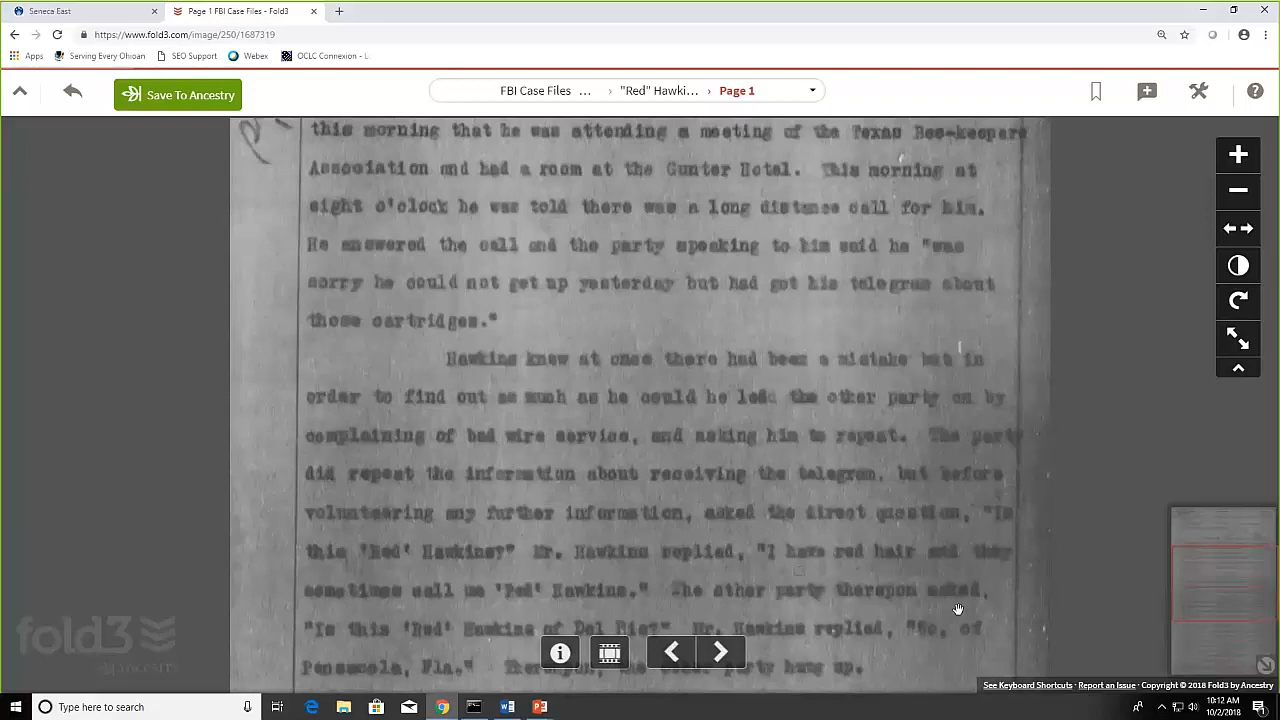 Seneca East
Page 1 FBI Case Files - Fold3
https://www.fold3.com/image/250/1687319
Apps
Serving Every Ohioan
SEO Support
Webex
OCLC Connexion - L
Save To Ancestry
FBI Case Files ... › "Red" Hawki... › Page 1
this morning that he was attending a meeting of the Texas Bee-keepers
Association and had a room at the Gunter Hotel. This morning at
eight o'clock he was told there was a long distance call for him.
He answered the call and the party speaking to him said he "was
sorry he could not get up yesterday but had got his telegram about
those cartridges."
Hawkins knew at once there had been a mistake but in
order to find out as much as he could he led the other party on by
complaining of bad wire service, and asking him to repeat. The party
did repeat the information about receiving the telegram, but before
volunteering any further information, asked the direct question, "Is
this 'Red' Hawkins?" Mr. Hawkins replied, "I have red hair and they
sometimes call me 'Red' Hawkins." The other party therepon asked,
"Is this 'Red' Hawkins of Del Rio?" Mr. Hawkins replied, "No, of
Pensacola, Fla." Thereupon, the other party hung up.
fold3
by ancestry
See Keyboard Shortcuts · Report an Issue · Copyright © 2018 Fold3 by Ancestry
Type here to search
10:12 AM
10/2/2018